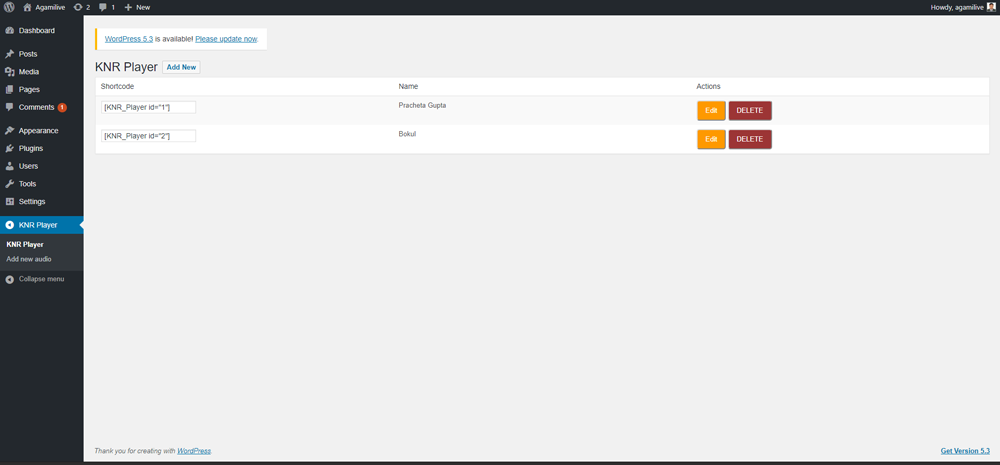 Agamilive 2 1 New Howdy, agamilive
Dashboard
Posts
Media
Pages
Comments 1
Appearance
Plugins
Users
Tools
Settings
KNR Player
KNR Player
Add new audio
Collapse menu
WordPress 5.3 is available! Please update now.
KNR Player Add New
Shortcode Name Actions
[KNR_Player id="1"] Pracheta Gupta Edit DELETE
[KNR_Player id="2"] Bokul Edit DELETE
Thank you for creating with WordPress. Get Version 5.3